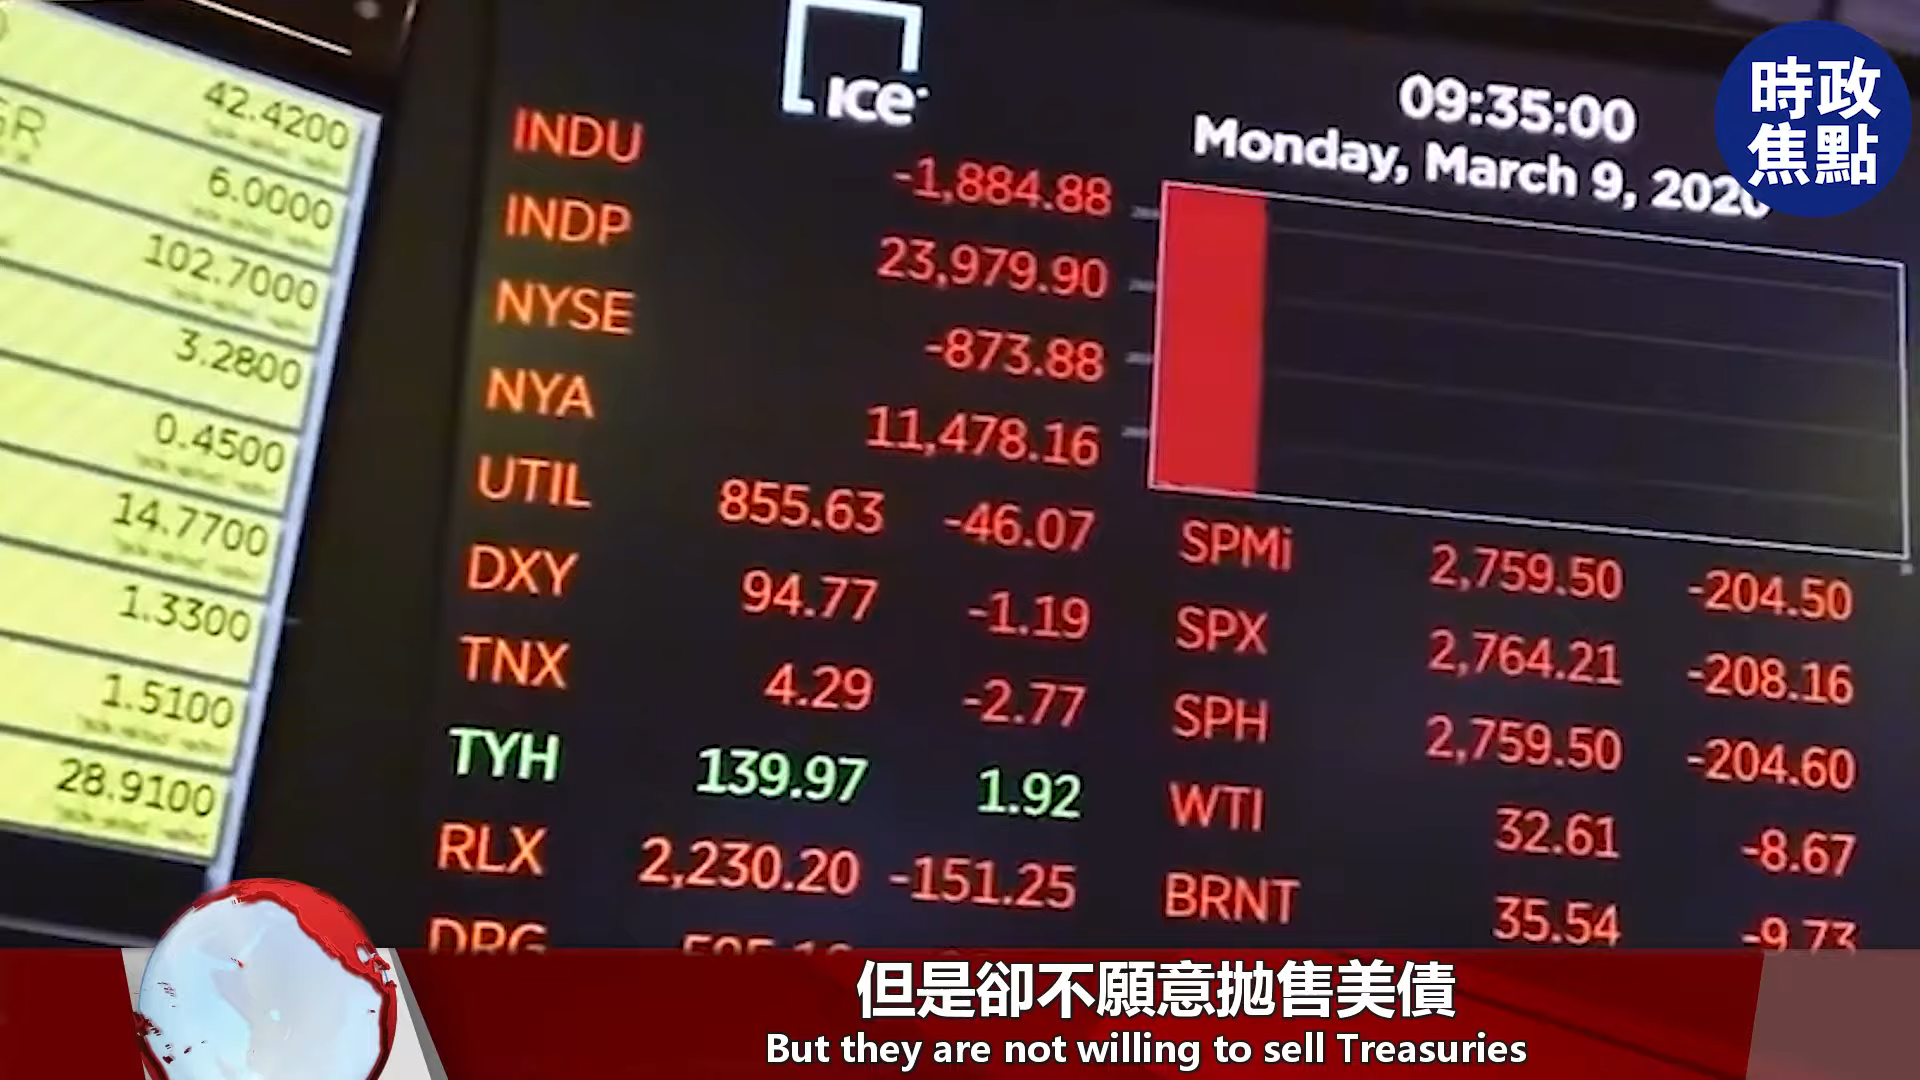 42.4200
6.0000
102.7000
3.2800
0.4500
14.7700
1.3300
1.5100
28.9100
ICE
INDU -1,884.88
INDP 23,979.90
NYSE -873.88
NYA 11,478.16
UTIL 855.63 -46.07
DXY 94.77 -1.19
TNX 4.29 -2.77
TYH 139.97 1.92
RLX 2,230.20 -151.25
DRG
09:35:00
Monday, March 9, 2020
SPMi 2,759.50 -204.50
SPX 2,764.21 -208.16
SPH 2,759.50 -204.60
WTI 32.61 -8.67
BRNT 35.54 -9.73
時政
焦點
但是卻不願意拋售美債
But they are not willing to sell Treasuries